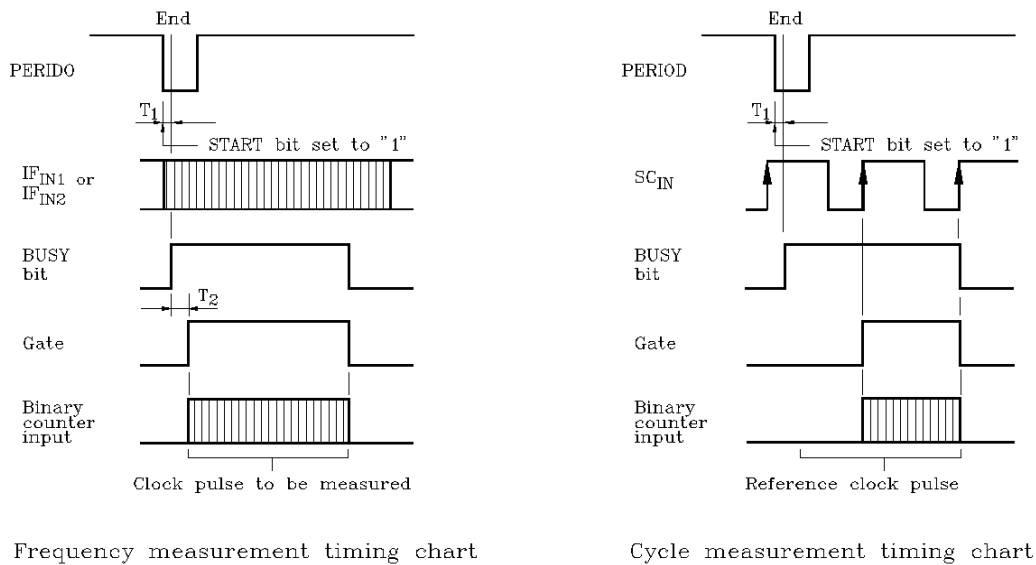 End
PERIDO
T1
START bit set to "1"
IFIN1 or
IFIN2
BUSY
bit
T2
Gate
Binary
counter
input
Clock pulse to be measured
Frequency measurement timing chart
End
PERIOD
T1
START bit set to "1"
SCIN
BUSY
bit
Gate
Binary
counter
input
Reference clock pulse
Cycle measurement timing chart